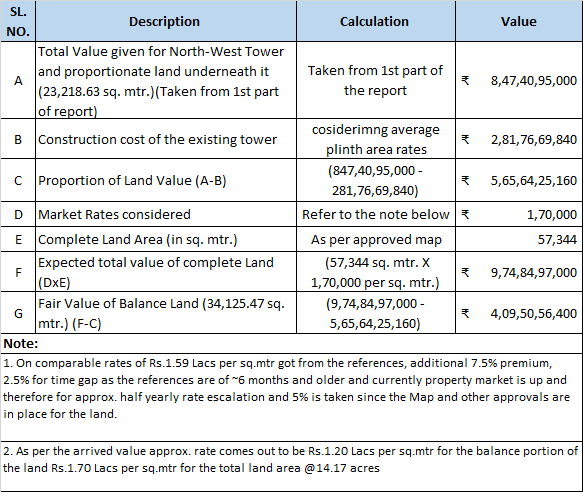 SL. NO. Description Calculation Value
A Total Value given for North-West Tower and proportionate land underneath it (23,218.63 sq. mtr.)(Taken from 1st part of report) Taken from 1st part of the report ₹ 8,47,40,95,000
B Construction cost of the existing tower cosiderimng average plinth area rates ₹ 2,81,76,69,840
C Proportion of Land Value (A-B) (847,40,95,000 - 281,76,69,840) ₹ 5,65,64,25,160
D Market Rates considered Refer to the note below ₹ 1,70,000
E Complete Land Area (in sq. mtr.) As per approved map 57,344
F Expected total value of complete Land (DxE) (57,344 sq. mtr. X 1,70,000 per sq. mtr.) ₹ 9,74,84,97,000
G Fair Value of Balance Land (34,125.47 sq. mtr.) (F-C) (9,74,84,97,000 - 5,65,64,25,160) ₹ 4,09,50,56,400
Note:
1. On comparable rates of Rs.1.59 Lacs per sq.mtr got from the references, additional 7.5% premium,
2.5% for time gap as the references are of ~6 months and older and currently property market is up and
therefore for approx. half yearly rate escalation and 5% is taken since the Map and other approvals are
in place for the land.
2. As per the arrived value approx. rate comes out to be Rs.1.20 Lacs per sq.mtr for the balance portion of
the land Rs.1.70 Lacs per sq.mtr for the total land area @14.17 acres